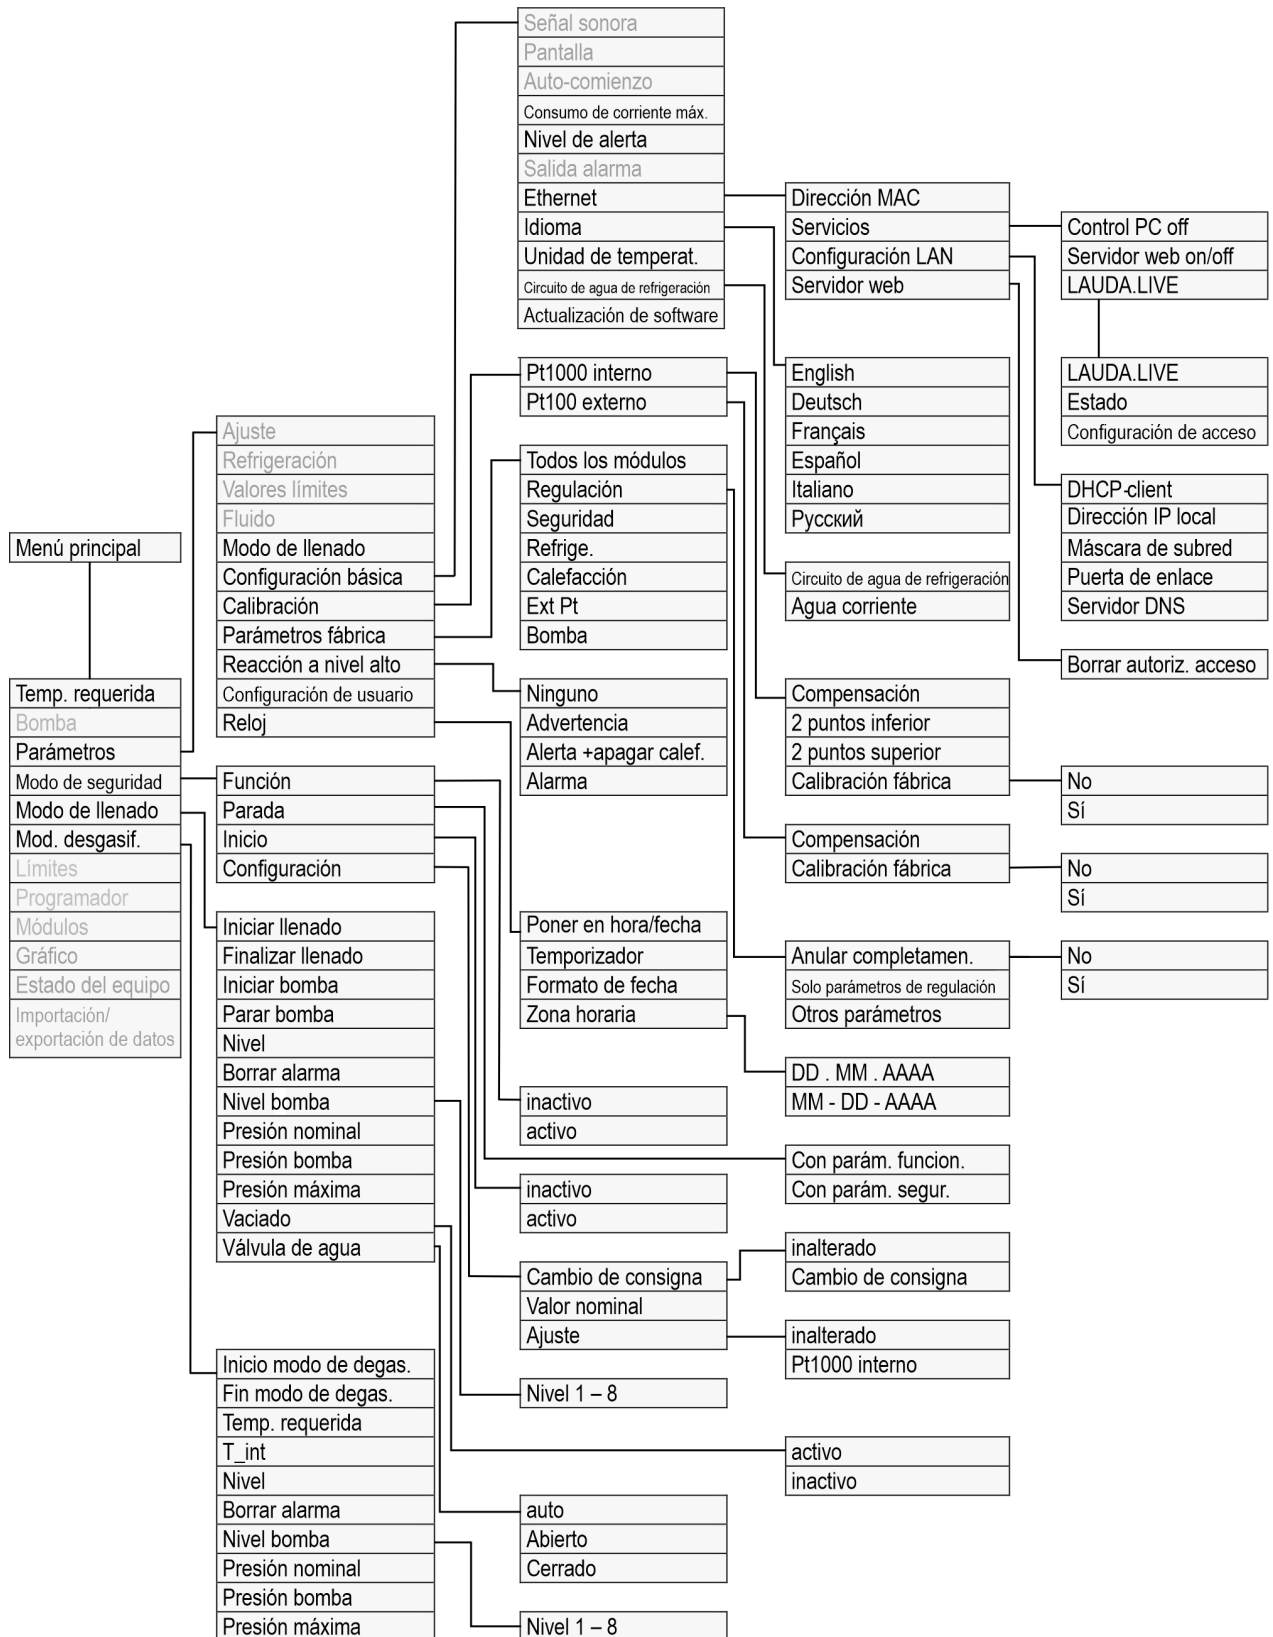 Menú principal
Temp. requerida
Bomba
Parámetros
Modo de seguridad
Modo de llenado
Mod. desgasif.
Límites
Programador
Módulos
Gráfico
Estado del equipo
Importación/
exportación de datos
Ajuste
Refrigeración
Valores límites
Fluido
Modo de llenado
Configuración básica
Calibración
Parámetros fábrica
Reacción a nivel alto
Configuración de usuario
Reloj
Función
Parada
Inicio
Configuración
Iniciar llenado
Finalizar llenado
Iniciar bomba
Parar bomba
Nivel
Borrar alarma
Nivel bomba
Presión nominal
Presión bomba
Presión máxima
Vaciado
Válvula de agua
Inicio modo de degas.
Fin modo de degas.
Temp. requerida
T_int
Nivel
Borrar alarma
Nivel bomba
Presión nominal
Presión bomba
Presión máxima
Señal sonora
Pantalla
Auto-comienzo
Consumo de corriente máx.
Nivel de alerta
Salida alarma
Ethernet
Idioma
Unidad de temperat.
Circuito de agua de refrigeración
Actualización de software
Pt1000 interno
Pt100 externo
Todos los módulos
Regulación
Seguridad
Refrige.
Calefacción
Ext Pt
Bomba
Ninguno
Advertencia
Alerta +apagar calef.
Alarma
Poner en hora/fecha
Temporizador
Formato de fecha
Zona horaria
inactivo
activo
inactivo
activo
Cambio de consigna
Valor nominal
Ajuste
Nivel 1 – 8
auto
Abierto
Cerrado
Nivel 1 – 8
Dirección MAC
Servicios
Configuración LAN
Servidor web
English
Deutsch
Français
Español
Italiano
Русский
Circuito de agua de refrigeración
Agua corriente
Compensación
2 puntos inferior
2 puntos superior
Calibración fábrica
Compensación
Calibración fábrica
Anular completamen.
Solo parámetros de regulación
Otros parámetros
DD . MM . AAAA
MM - DD - AAAA
Con parám. funcion.
Con parám. segur.
inalterado
Cambio de consigna
inalterado
Pt1000 interno
activo
inactivo
Control PC off
Servidor web on/off
LAUDA.LIVE
LAUDA.LIVE
Estado
Configuración de acceso
DHCP-client
Dirección IP local
Máscara de subred
Puerta de enlace
Servidor DNS
Borrar autoriz. acceso
No
Sí
No
Sí
No
Sí